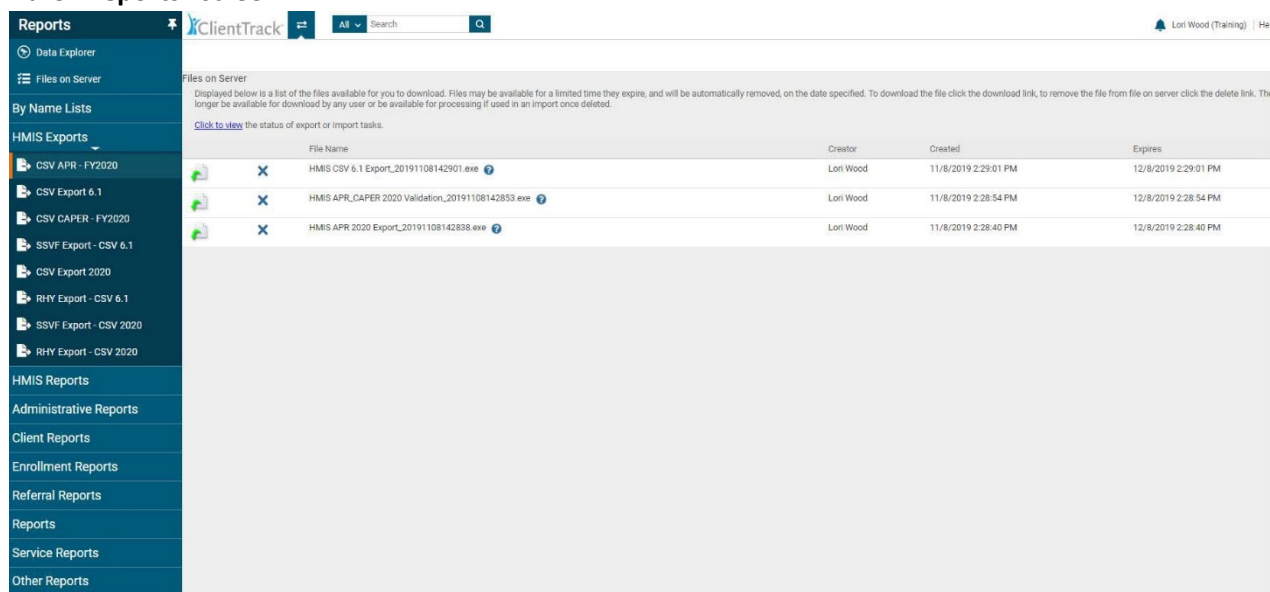 Reports
ClientTrack
All
Search
Lori Wood (Training)
He
Data Explorer
Files on Server
By Name Lists
HMIS Exports
CSV APR - FY2020
CSV Export 6.1
CSV CAPER - FY2020
SSVF Export - CSV 6.1
CSV Export 2020
RHY Export - CSV 6.1
SSVF Export - CSV 2020
RHY Export - CSV 2020
HMIS Reports
Administrative Reports
Client Reports
Enrollment Reports
Referral Reports
Reports
Service Reports
Other Reports
Files on Server
Displayed below is a list of the files available for you to download. Files may be available for a limited time they expire, and will be automatically removed, on the date specified. To download the file click the download link, to remove the file from file on server click the delete link. The
longer be available for download by any user or be available for processing if used in an import once deleted.
Click to view the status of export or import tasks.
File Name Creator Created Expires
HMIS CSV 6.1 Export_20191108142901.exe Lori Wood 11/8/2019 2:29:01 PM 12/8/2019 2:29:01 PM
HMIS APR_CAPER 2020 Validation_20191108142853.exe Lori Wood 11/8/2019 2:28:54 PM 12/8/2019 2:28:54 PM
HMIS APR 2020 Export_20191108142838.exe Lori Wood 11/8/2019 2:28:40 PM 12/8/2019 2:28:40 PM